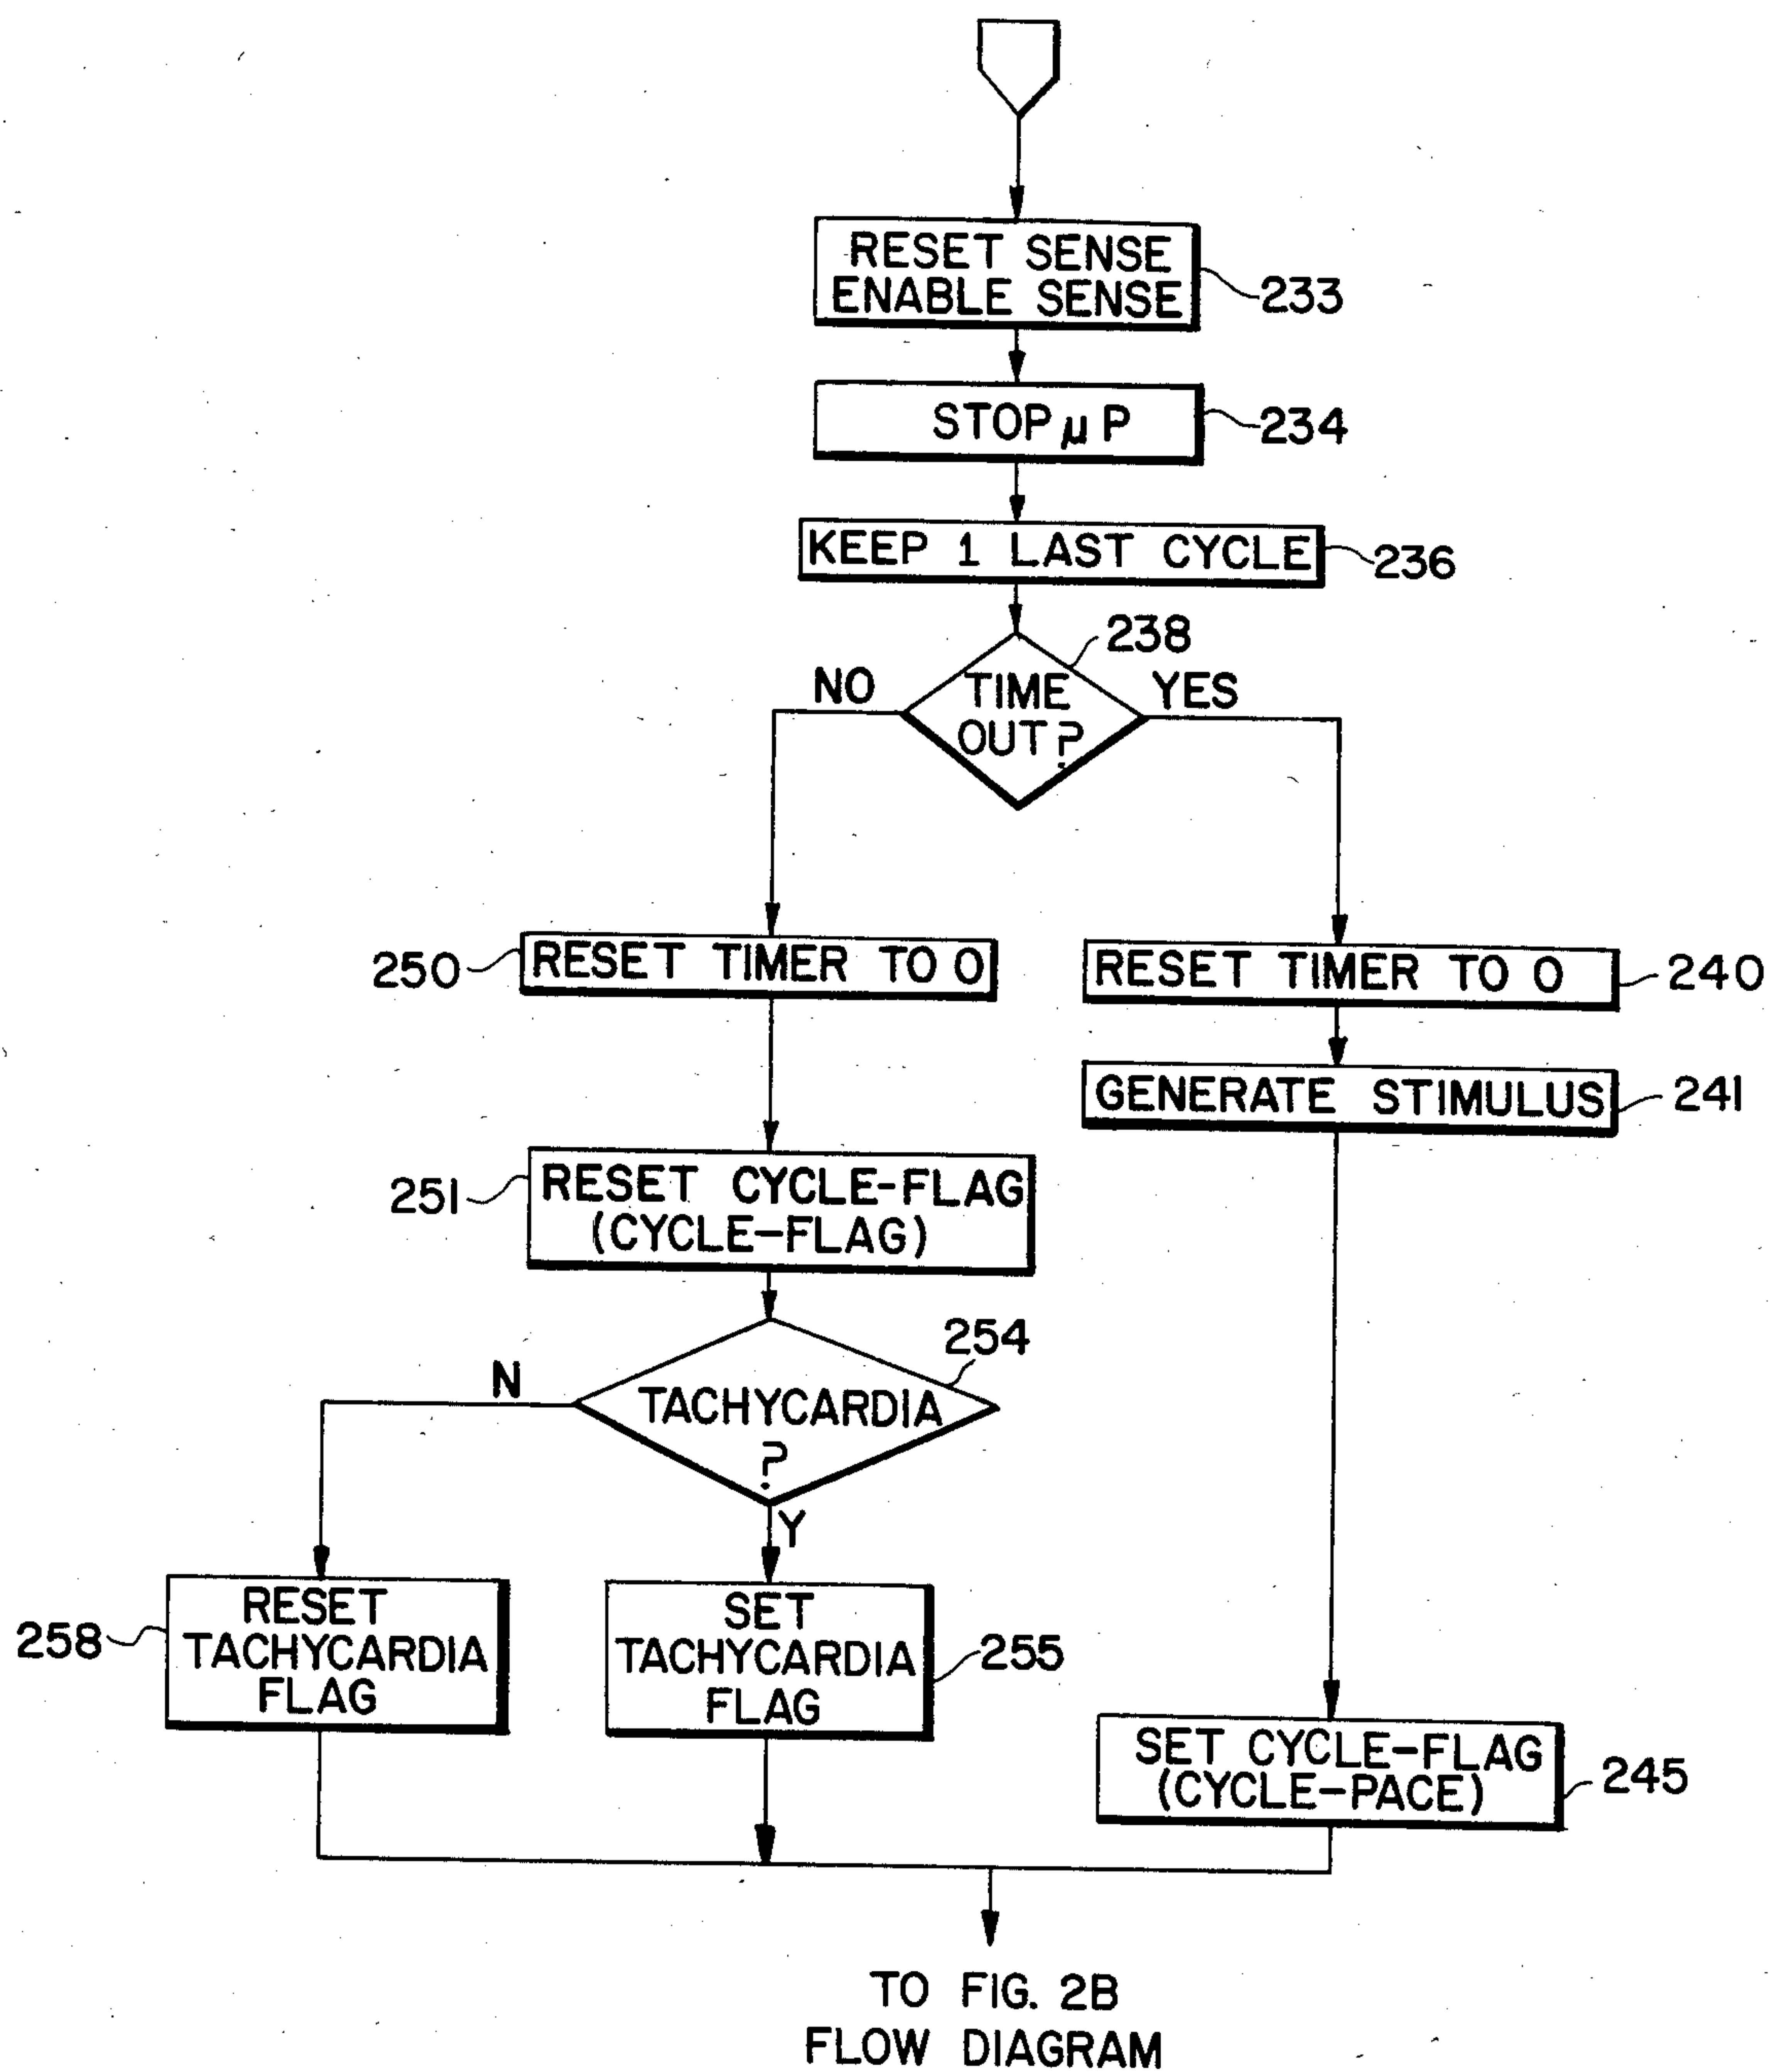 RESET SENSE
ENABLE SENSE
233
STOP μP
234
KEEP 1 LAST CYCLE
236
238
NO
TIME
OUT?
YES
250
RESET TIMER TO 0
RESET TIMER TO 0
240
GENERATE STIMULUS
241
251
RESET CYCLE-FLAG
(CYCLE-FLAG)
254
N
TACHYCARDIA
?
Y
258
RESET
TACHYCARDIA
FLAG
SET
TACHYCARDIA
FLAG
255
SET CYCLE-FLAG
(CYCLE-PACE)
245
TO FIG. 2B
FLOW DIAGRAM